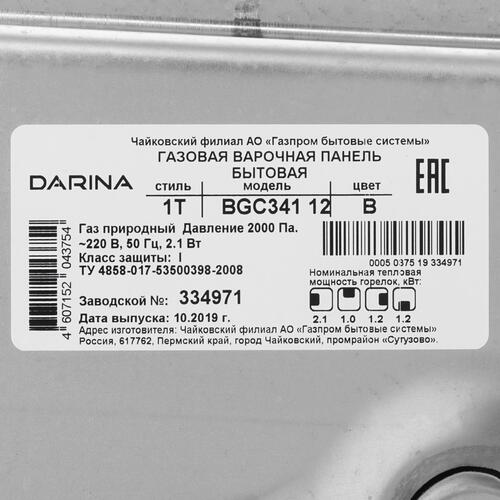 Чайковский филиал АО «Газпром бытовые системы»
ГАЗОВАЯ ВАРОЧНАЯ ПАНЕЛЬ
БЫТОВАЯ
DARINA
стиль модель цвет
1T BGC341 12 B
EAC
Газ природный Давление 2000 Па.
~220 В, 50 Гц, 2.1 Вт
Класс защиты: I
ТУ 4858-017-53500398-2008
0005 0375 19 334971
Номинальная тепловая
мощность горелок, кВт:
2.1 1.0 1.2 1.2
Заводской №: 334971
Дата выпуска: 10.2019 г.
Адрес изготовителя: Чайковский филиал АО «Газпром бытовые системы»
Россия, 617762, Пермский край, город Чайковский, промрайон «Сутузово».
4 607152 043754